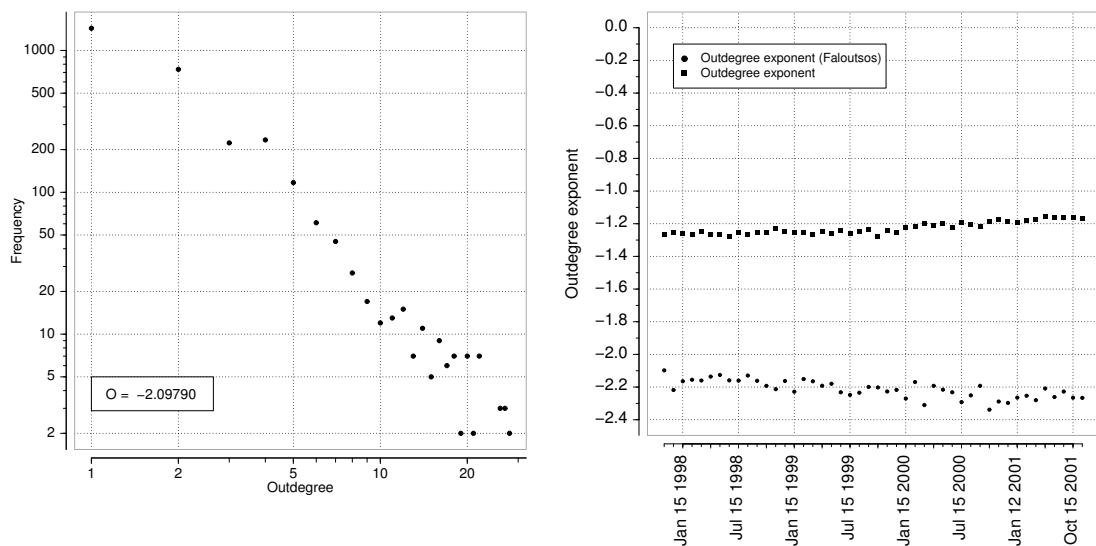 1000
500
200
100
50
20
10
5
2
Frequency
O = −2.09790
1 2 5 10 20
Outdegree
0.0
−0.2
−0.4
−0.6
−0.8
−1.0
−1.2
−1.4
−1.6
−1.8
−2.0
−2.2
−2.4
Outdegree exponent
Outdegree exponent (Faloutsos)
Outdegree exponent
Jan 15 1998
Jul 15 1998
Jan 15 1999
Jul 15 1999
Jan 15 2000
Jul 15 2000
Jan 12 2001
Oct 15 2001